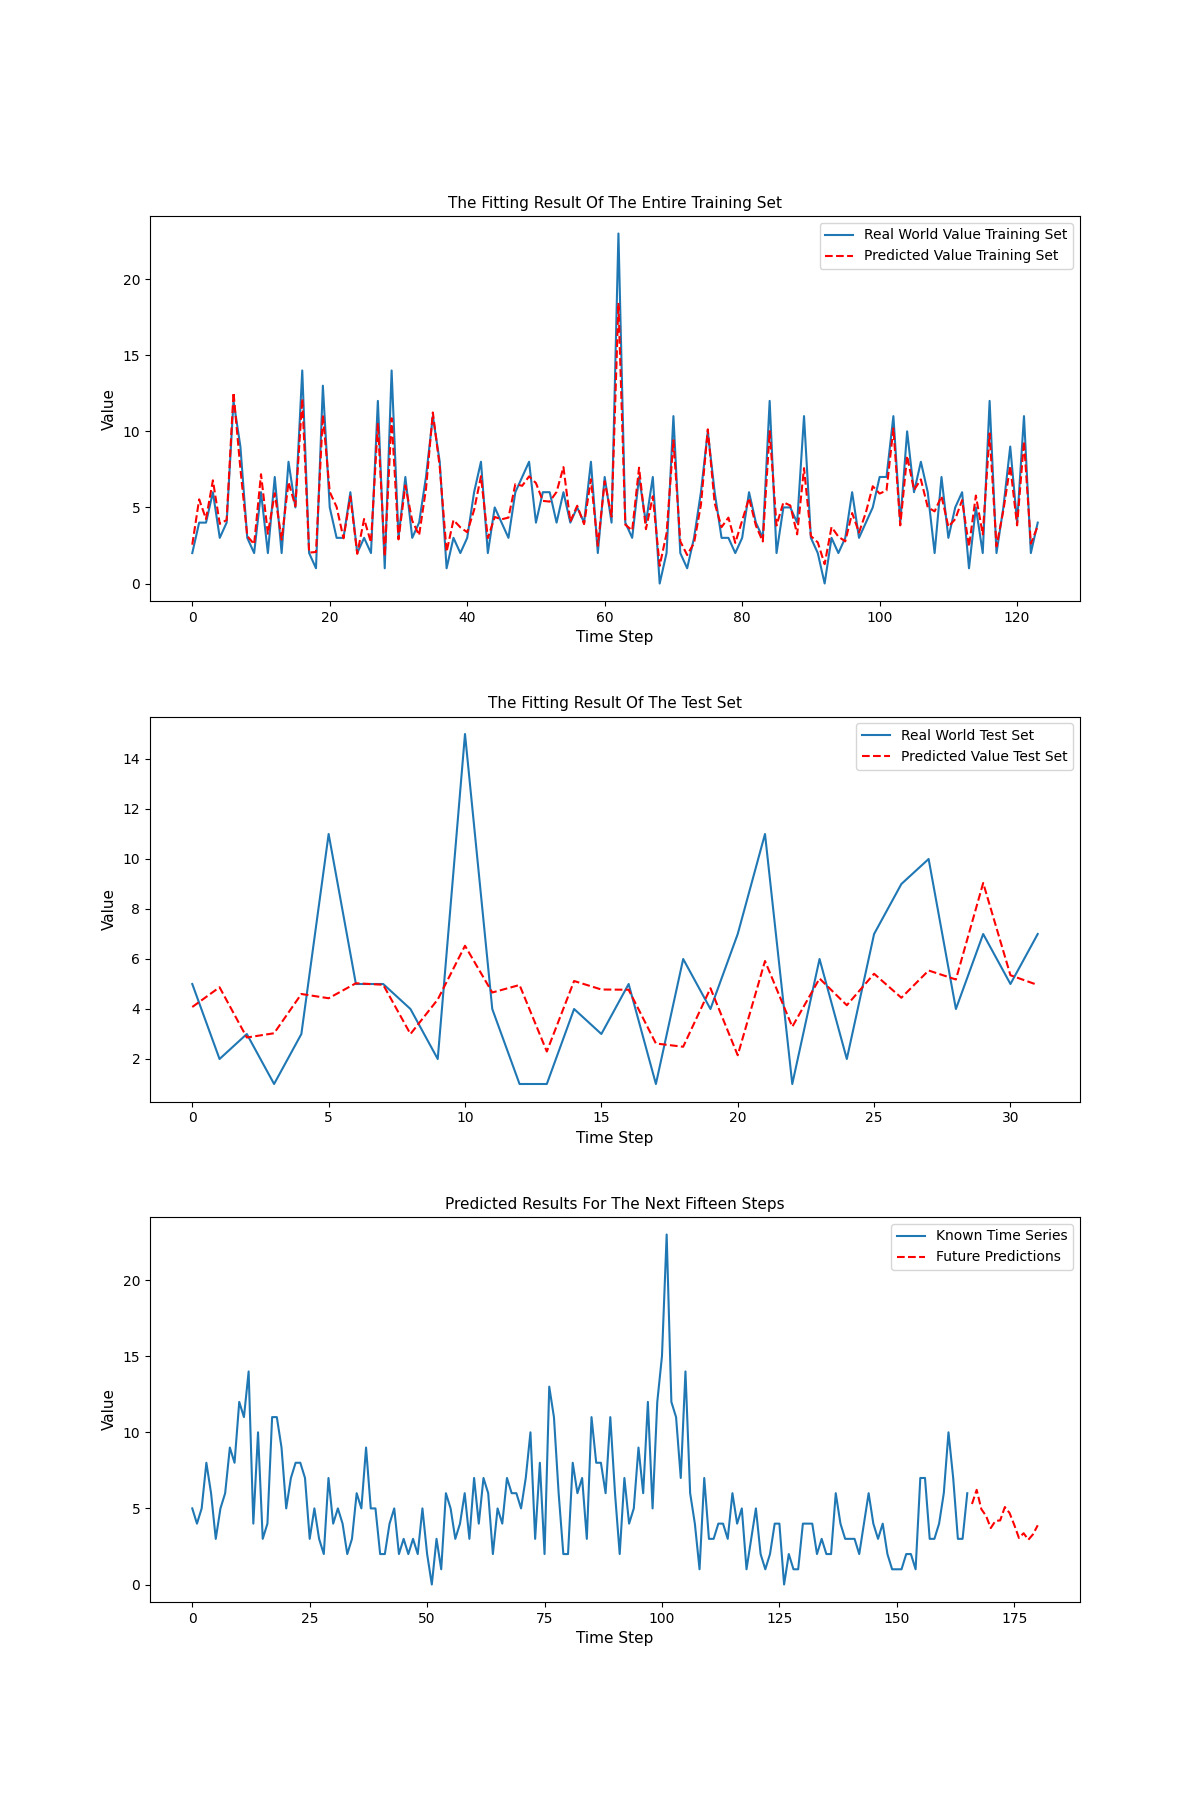 The Fitting Result Of The Entire Training Set
Real World Value Training Set
Predicted Value Training Set
Value
20
15
10
5
0
0 20 40 60 80 100 120
Time Step
The Fitting Result Of The Test Set
Real World Test Set
Predicted Value Test Set
Value
14
12
10
8
6
4
2
0 5 10 15 20 25 30
Time Step
Predicted Results For The Next Fifteen Steps
Known Time Series
Future Predictions
Value
20
15
10
5
0
0 25 50 75 100 125 150 175
Time Step